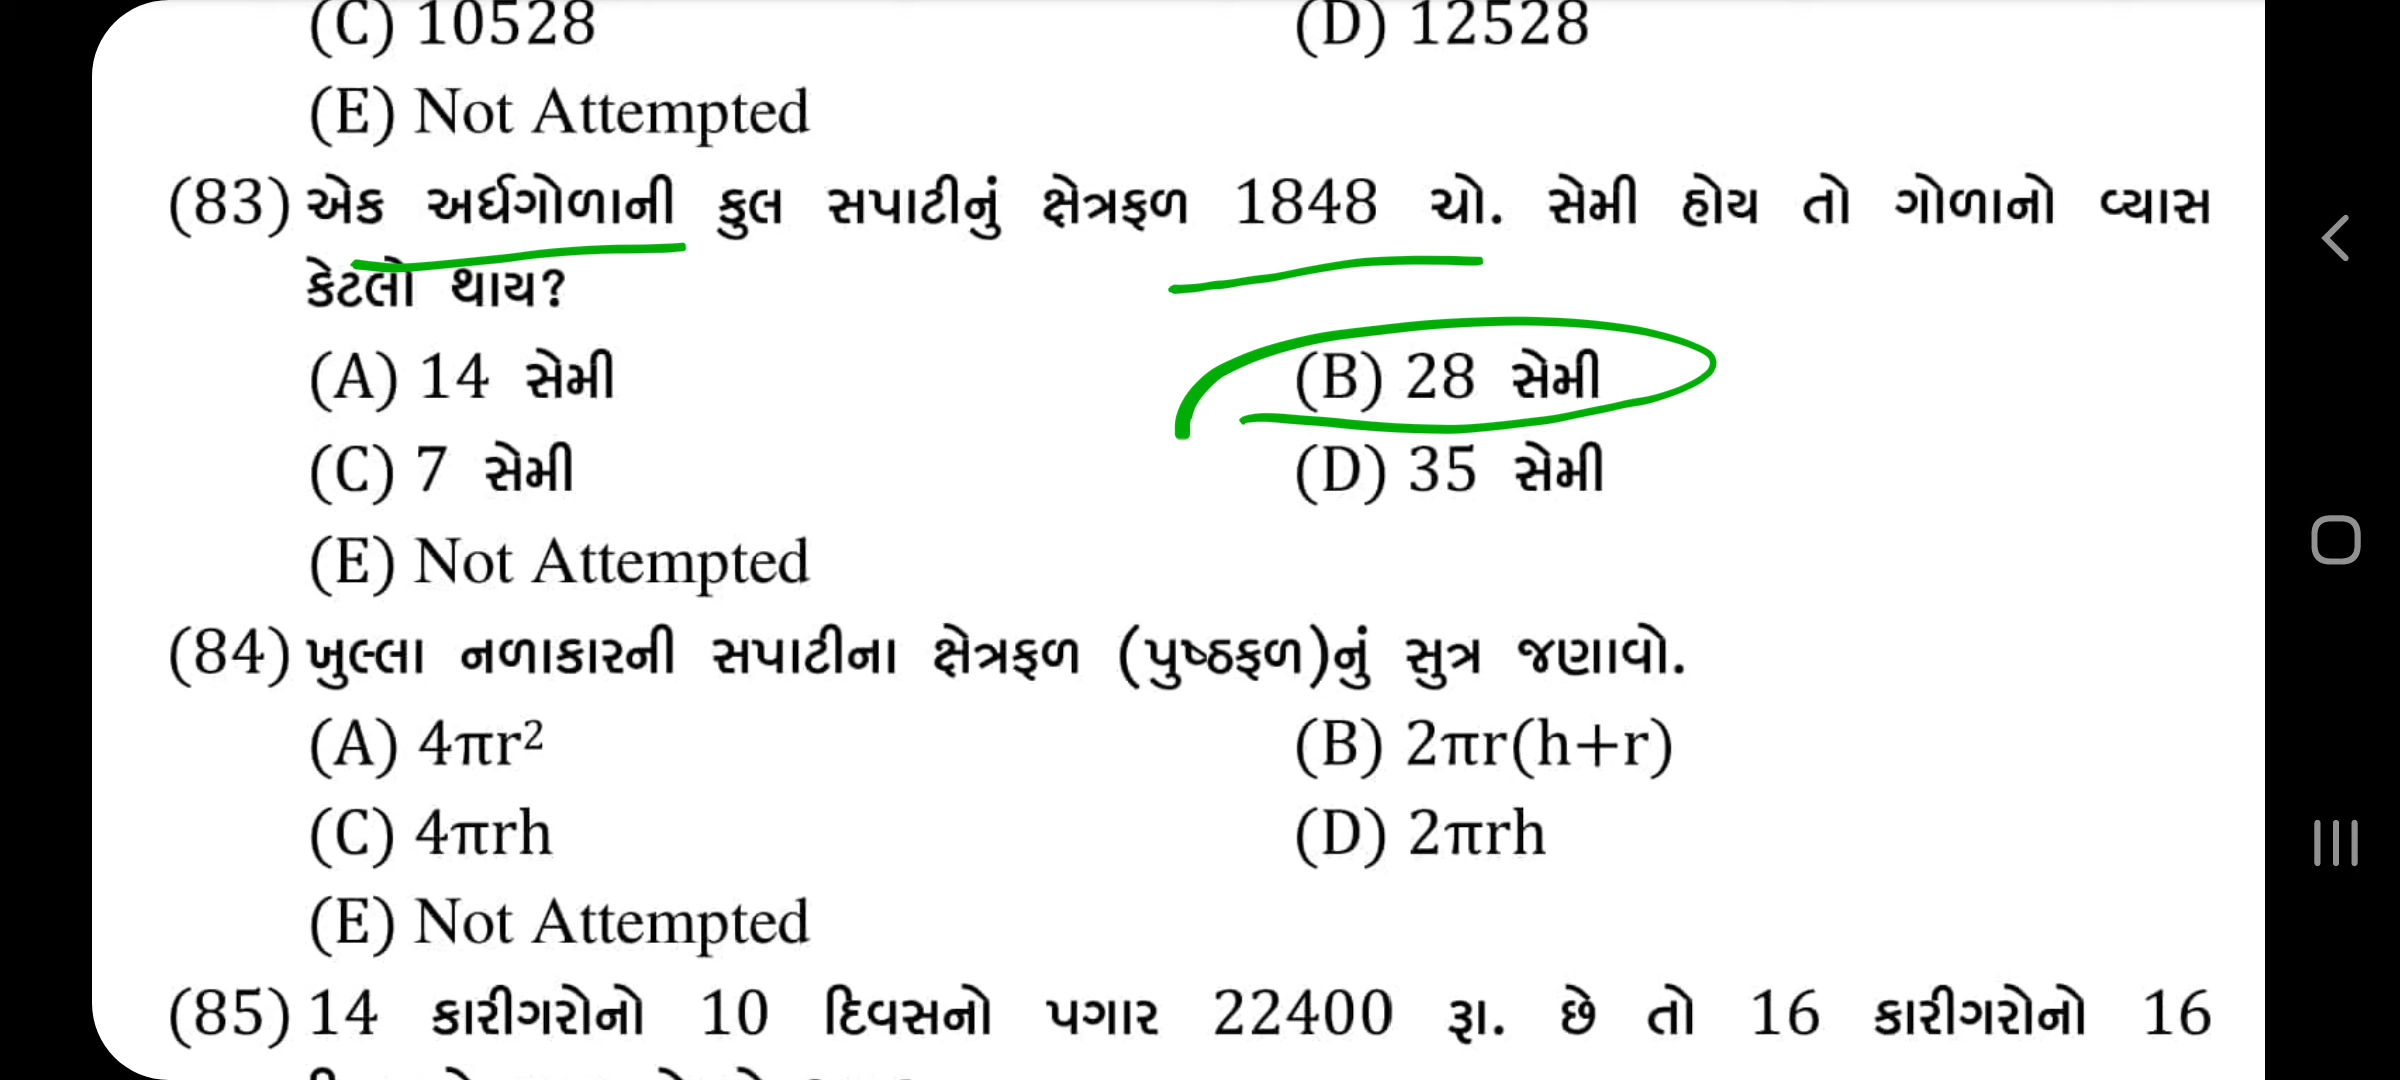 (C) 10528 (D) 12528
(E) Not Attempted
(83) એક અર્ધગોળાની કુલ સપાટીનું ક્ષેત્રફળ 1848 ચો. સેમી હોય તો ગોળાનો વ્યાસ
કેટલો થાય?
(A) 14 સેમી (B) 28 સેમી
(C) 7 સેમી (D) 35 સેમી
(E) Not Attempted
(84) ખુલ્લા નળાકારની સપાટીના ક્ષેત્રફળ (પુષ્ઠફળ)નું સુત્ર જણાવો.
(A) 4πr² (B) 2πr(h+r)
(C) 4πrh (D) 2πrh
(E) Not Attempted
(85) 14 કારીગરોનો 10 દિવસનો પગાર 22400 રૂા. છે તો 16 કારીગરોનો 16